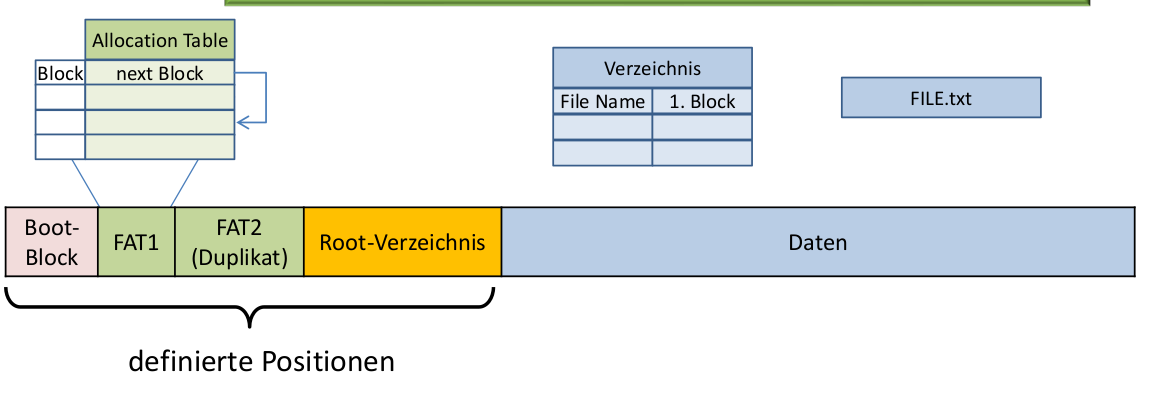 Allocation Table
Block next Block
Verzeichnis
File Name 1. Block
FILE.txt
Boot-
Block
FAT1
FAT2
(Duplikat)
Root-Verzeichnis
Daten
definierte Positionen